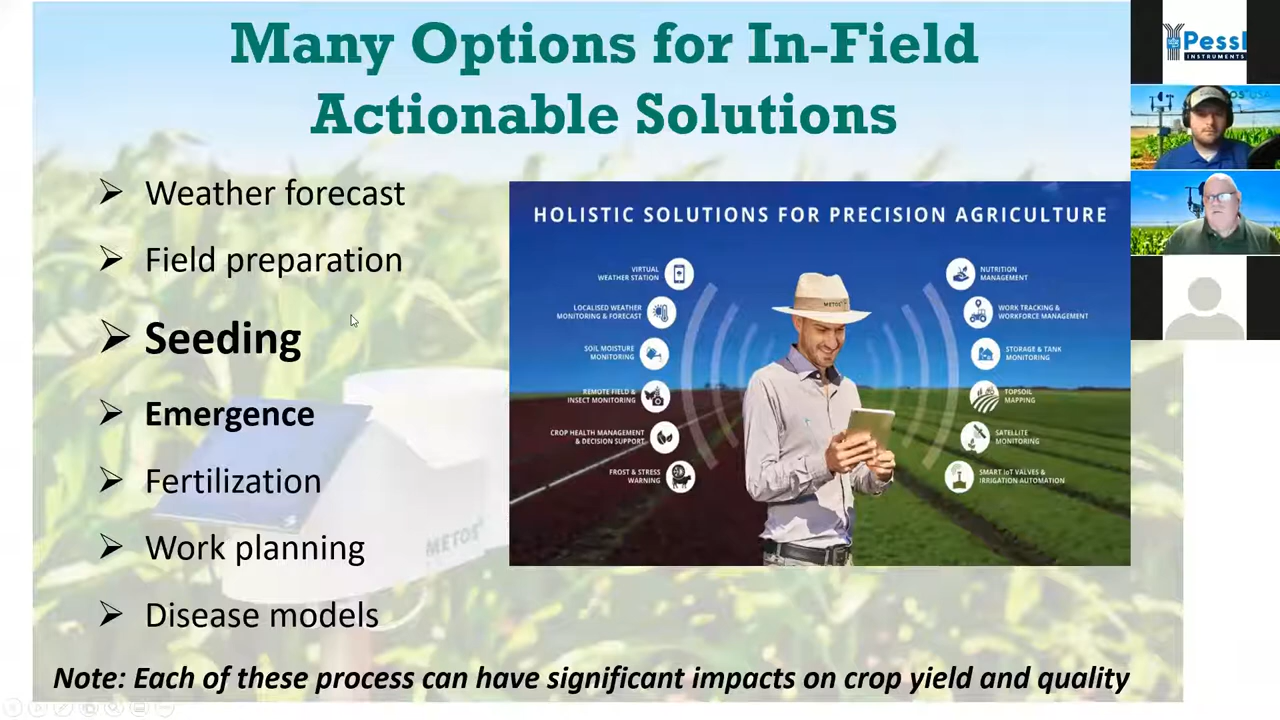 Many Options for In-Field
Actionable Solutions
➢ Weather forecast
➢ Field preparation
➢ Seeding
➢ Emergence
➢ Fertilization
➢ Work planning
➢ Disease models
Note: Each of these process can have significant impacts on crop yield and quality
HOLISTIC SOLUTIONS FOR PRECISION AGRICULTURE
VIRTUAL
WEATHER STATION
LOCALISED WEATHER
MONITORING & FORECAST
SOIL MOISTURE
MONITORING
REMOTE FIELD &
INSECT MONITORING
CROP HEALTH MANAGEMENT
& DECISION SUPPORT
FROST & STRESS
WARNING
NUTRITION
MANAGEMENT
WORK TRACKING &
WORKFORCE MANAGEMENT
STORAGE & TANK
MONITORING
TOPSOIL
MAPPING
SATELLITE
MONITORING
SMART IoT VALVES &
IRRIGATION AUTOMATION
METOS
METOS
Pessl
INSTRUMENTS